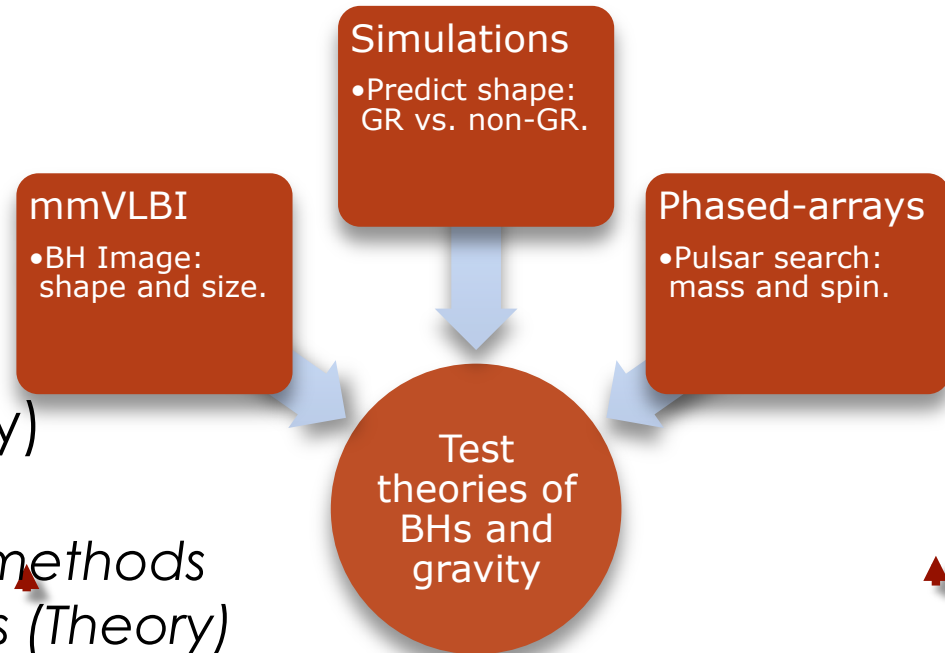 Simulations
•Predict shape:
GR vs. non-GR.
mmVLBI
•BH Image:
shape and size.
Phased-arrays
•Pulsar search:
mass and spin.
Test
theories of
BHs and
gravity
y)
methods
s (Theory)